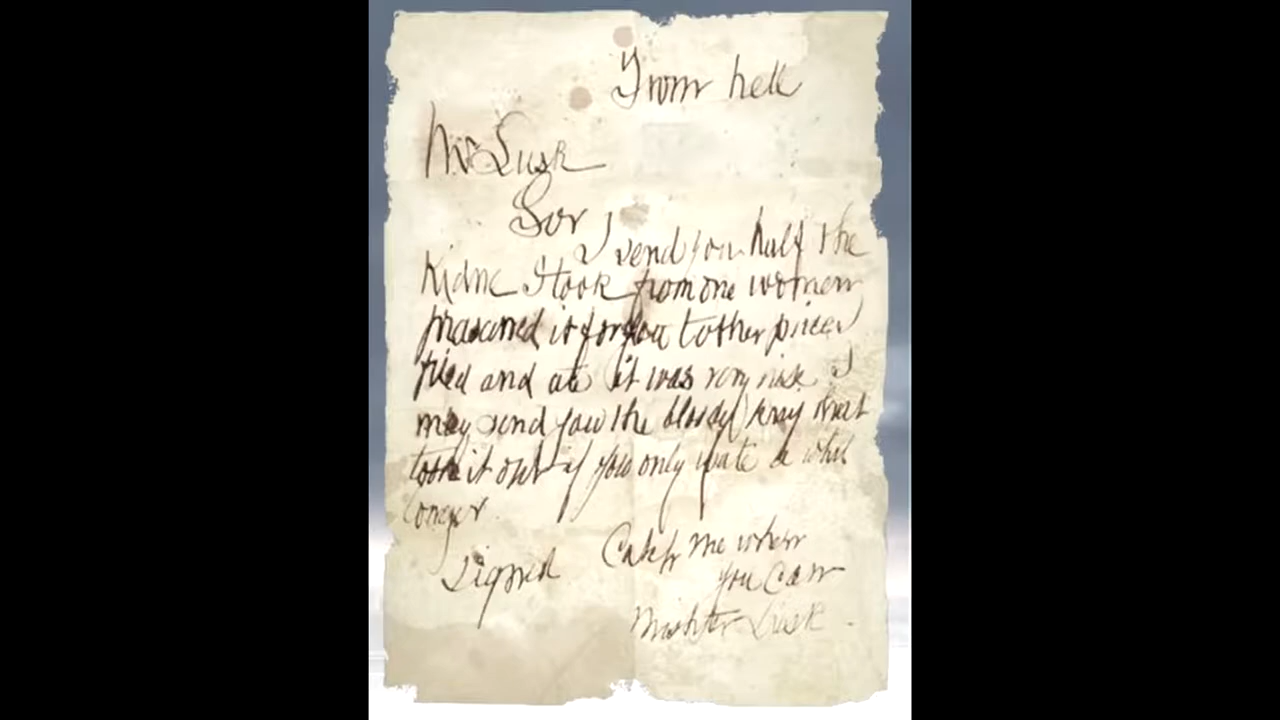 From hell
Mr Lusk
Sor
I send you half the
Kidne I took from one women
prasarved it for you tother piece I
fried and ate it was very nise I
may send you the bloody knif that
took it out if you only wate a whil
longer
signed Catch me when
you can
Mishter Lusk